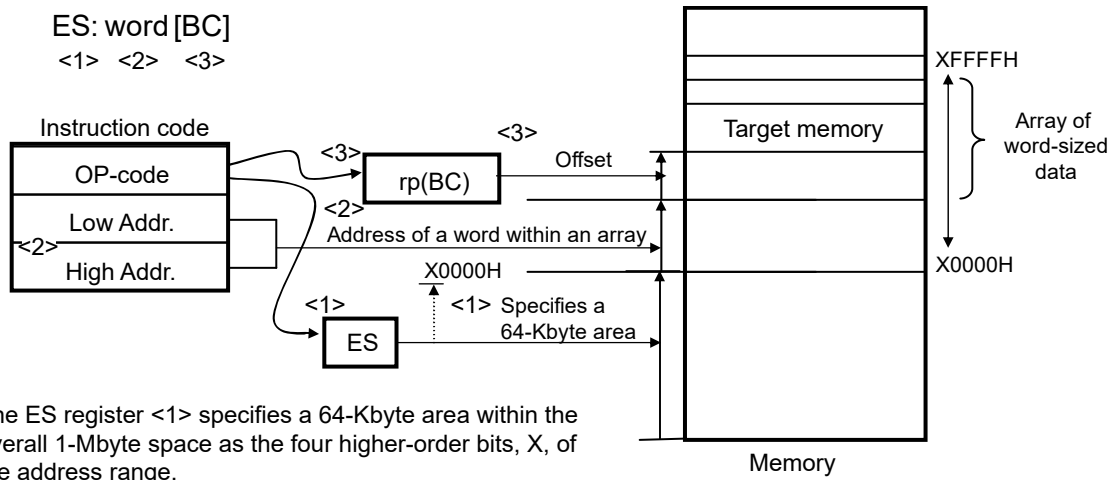 ES: word [BC]
<1> <2> <3>
XFFFFH
Array of
word-sized
data
Instruction code
<3>
Target memory
OP-code
<3>
rp(BC)
Offset
Low Addr.
<2>
Address of a word within an array
<2>
High Addr.
X0000H
X0000H
<1>
<1> Specifies a
64-Kbyte area
ES
ES register <1> specifies a 64-Kbyte area within the
1-Mbyte space as the four higher-order bits, X, of
address range.
Memory